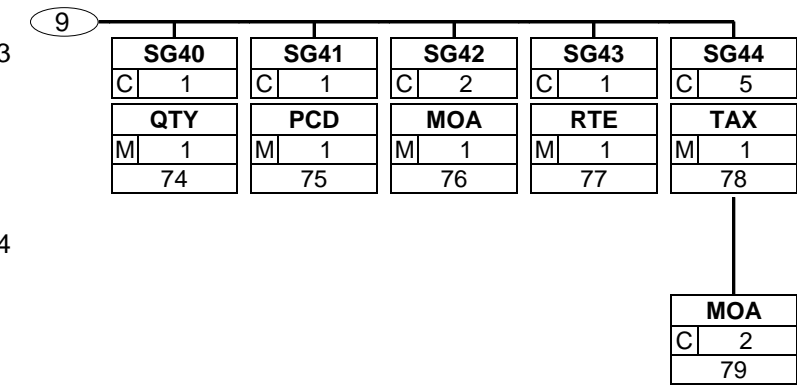 9
3
SG40 SG41 SG42 SG43 SG44
C 1 C 1 C 2 C 1 C 5
QTY PCD MOA RTE TAX
M 1 M 1 M 1 M 1 M 1
74 75 76 77 78
4
MOA
C 2
79